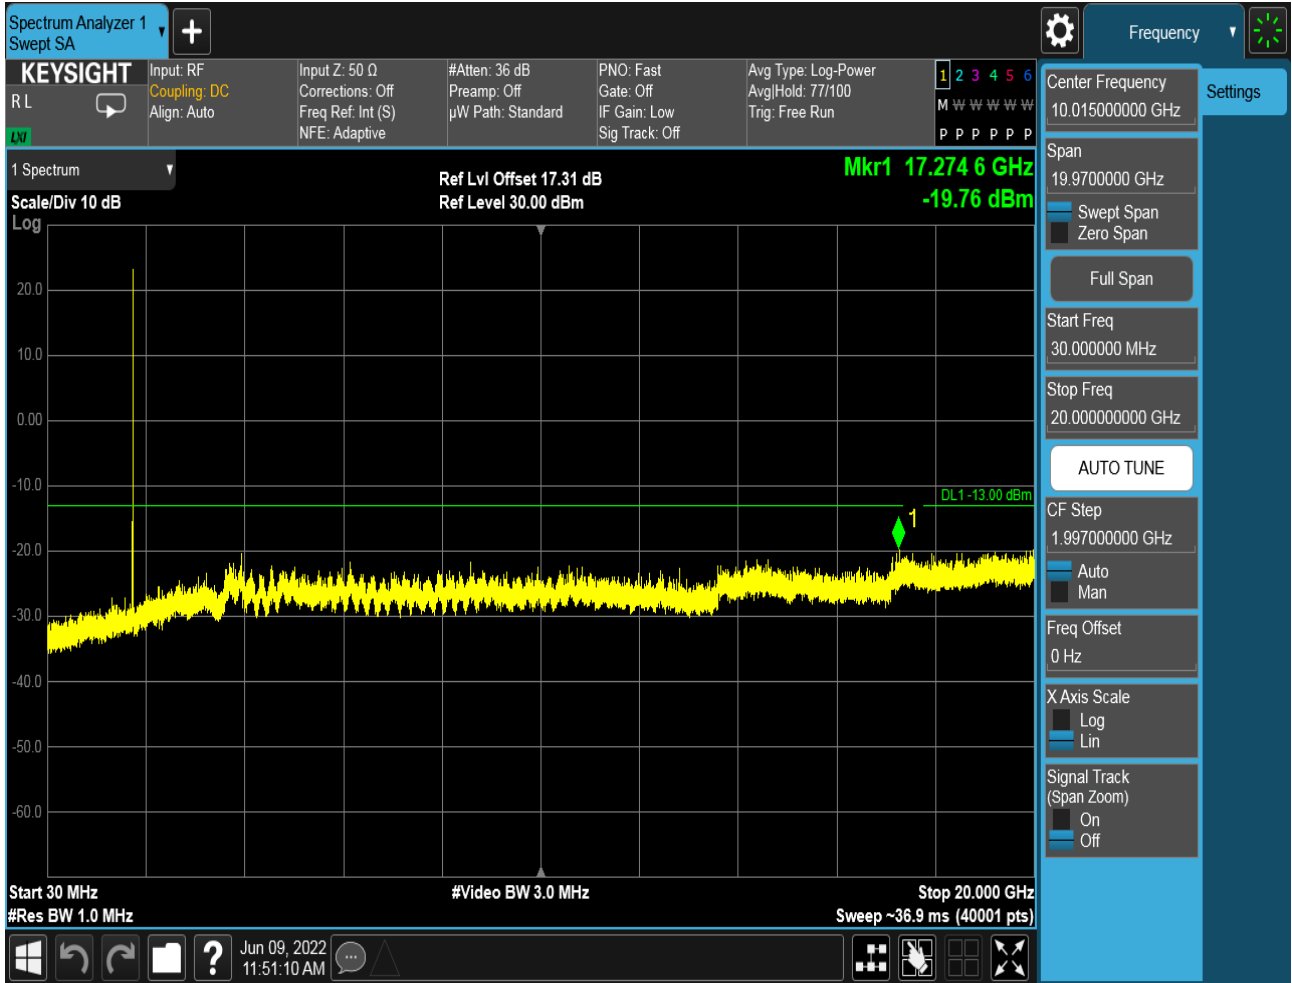 Spectrum Analyzer 1
Swept SA
Frequency
KEYSIGHT
R L
LXI
Input: RF
Coupling: DC
Align: Auto
Input Z: 50 Ω
Corrections: Off
Freq Ref: Int (S)
NFE: Adaptive
#Atten: 36 dB
Preamp: Off
µW Path: Standard
PNO: Fast
Gate: Off
IF Gain: Low
Sig Track: Off
Avg Type: Log-Power
Avg|Hold: 77/100
Trig: Free Run
1 2 3 4 5 6
M W W W W W
P P P P P P
1 Spectrum
Scale/Div 10 dB
Log
Ref Lvl Offset 17.31 dB
Ref Level 30.00 dBm
Mkr1 17.274 6 GHz
-19.76 dBm
20.0
10.0
0.00
-10.0
-20.0
-30.0
-40.0
-50.0
-60.0
DL1 -13.00 dBm
1
Start 30 MHz
#Res BW 1.0 MHz
#Video BW 3.0 MHz
Stop 20.000 GHz
Sweep ~36.9 ms (40001 pts)
Jun 09, 2022
11:51:10 AM
Center Frequency
10.015000000 GHz
Settings
Span
19.9700000 GHz
Swept Span
Zero Span
Full Span
Start Freq
30.000000 MHz
Stop Freq
20.000000000 GHz
AUTO TUNE
CF Step
1.997000000 GHz
Auto
Man
Freq Offset
0 Hz
X Axis Scale
Log
Lin
Signal Track
(Span Zoom)
On
Off